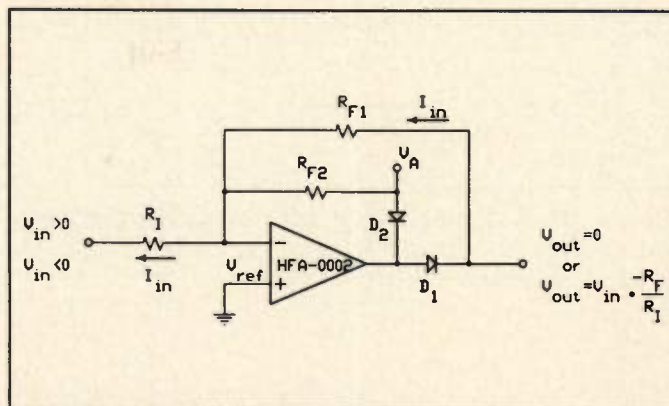 R_F1
I_in
R_F2
V_A
V_in>0
R_I
D_2
V_out=0
V_in<0
I_in
V_ref
-
HFA-0002
+
D_1
or
V_out=V_in • -R_F/R_I